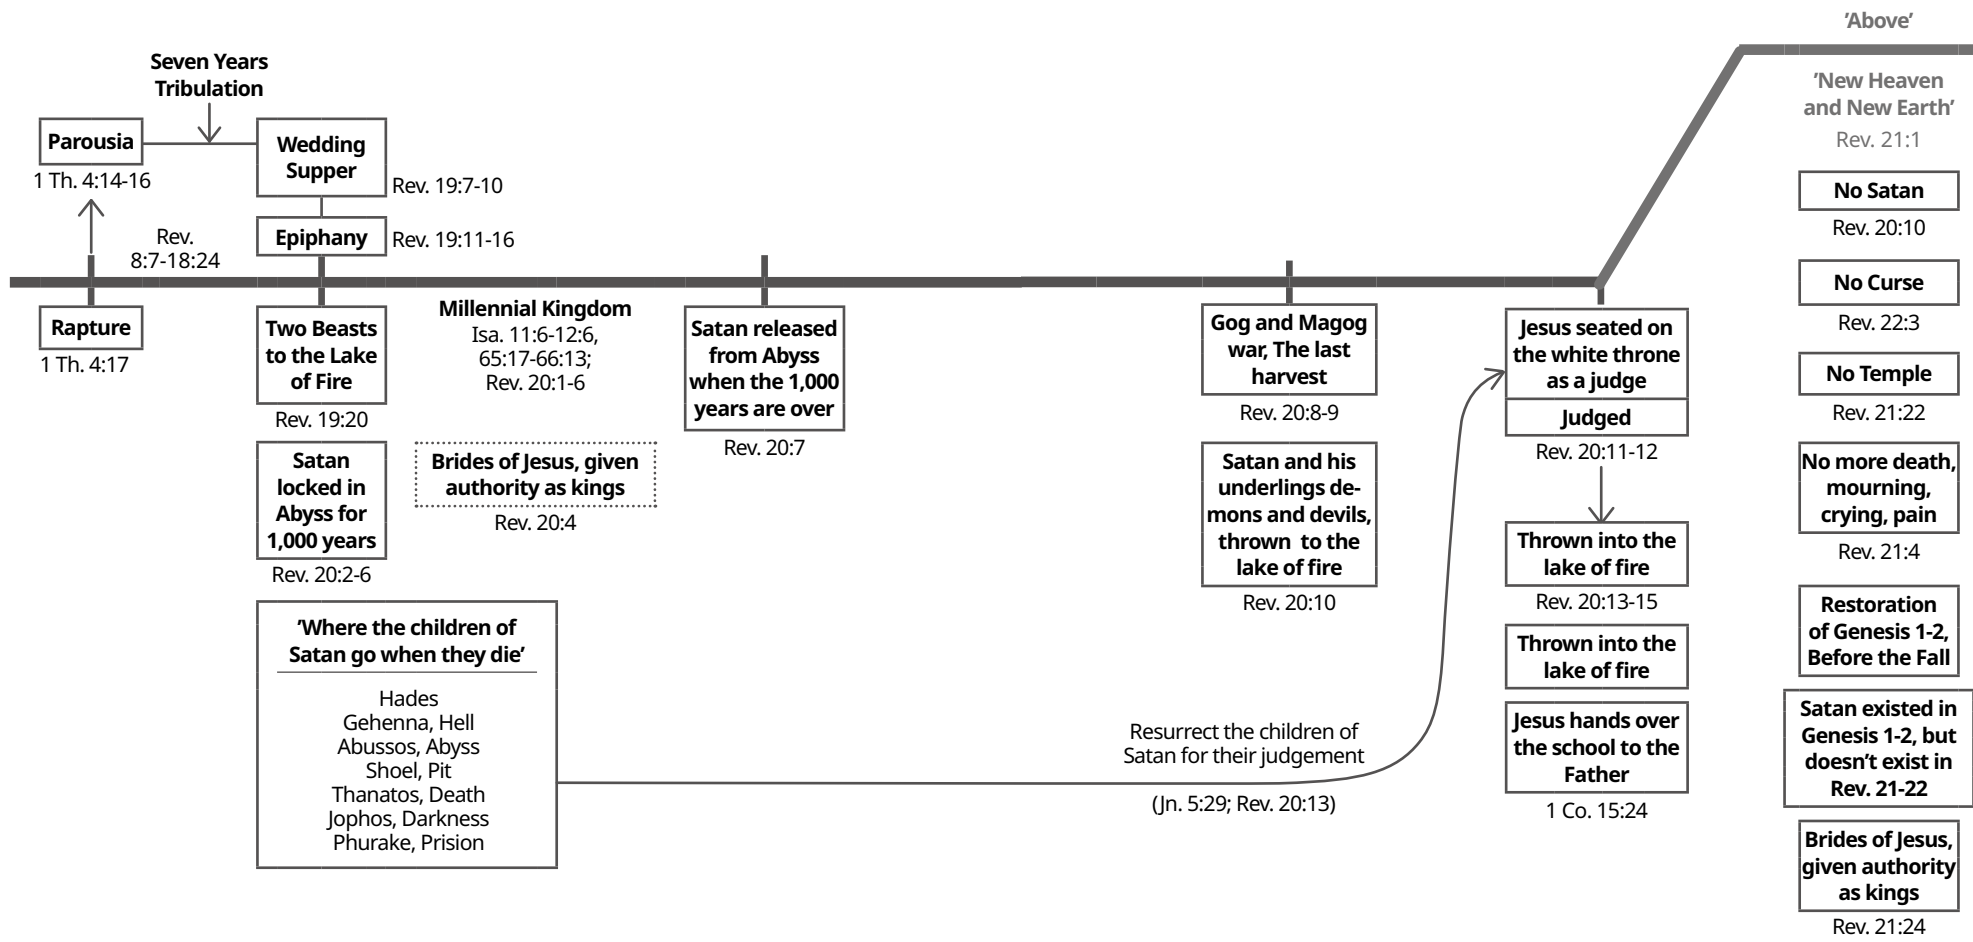 Seven Years
Tribulation
Parousia
1 Th. 4:14-16
Wedding
Supper
Rev. 19:7-10
Epiphany
Rev. 19:11-16
Rev.
8:7-18:24
Rapture
1 Th. 4:17
Two Beasts
to the Lake
of Fire
Rev. 19:20
Satan
locked in
Abyss for
1,000 years
Rev. 20:2-6
Millennial Kingdom
Isa. 11:6-12:6,
65:17-66:13;
Rev. 20:1-6
Brides of Jesus, given
authority as kings
Rev. 20:4
’Where the children of
Satan go when they die’
Hades
Gehenna, Hell
Abussos, Abyss
Shoel, Pit
Thanatos, Death
Jophos, Darkness
Phurake, Prision
Satan released
from Abyss
when the 1,000
years are over
Rev. 20:7
Resurrect the children of
Satan for their judgement
(Jn. 5:29; Rev. 20:13)
Gog and Magog
war, The last
harvest
Rev. 20:8-9
Satan and his
underlings de-
mons and devils,
thrown to the
lake of fire
Rev. 20:10
Jesus seated on
the white throne
as a judge
Judged
Rev. 20:11-12
Thrown into the
lake of fire
Rev. 20:13-15
Thrown into the
lake of fire
Jesus hands over
the school to the
Father
1 Co. 15:24
’Above’
’New Heaven
and New Earth’
Rev. 21:1
No Satan
Rev. 20:10
No Curse
Rev. 22:3
No Temple
Rev. 21:22
No more death,
mourning,
crying, pain
Rev. 21:4
Restoration
of Genesis 1-2,
Before the Fall
Satan existed in
Genesis 1-2, but
doesn’t exist in
Rev. 21-22
Brides of Jesus,
given authority
as kings
Rev. 21:24